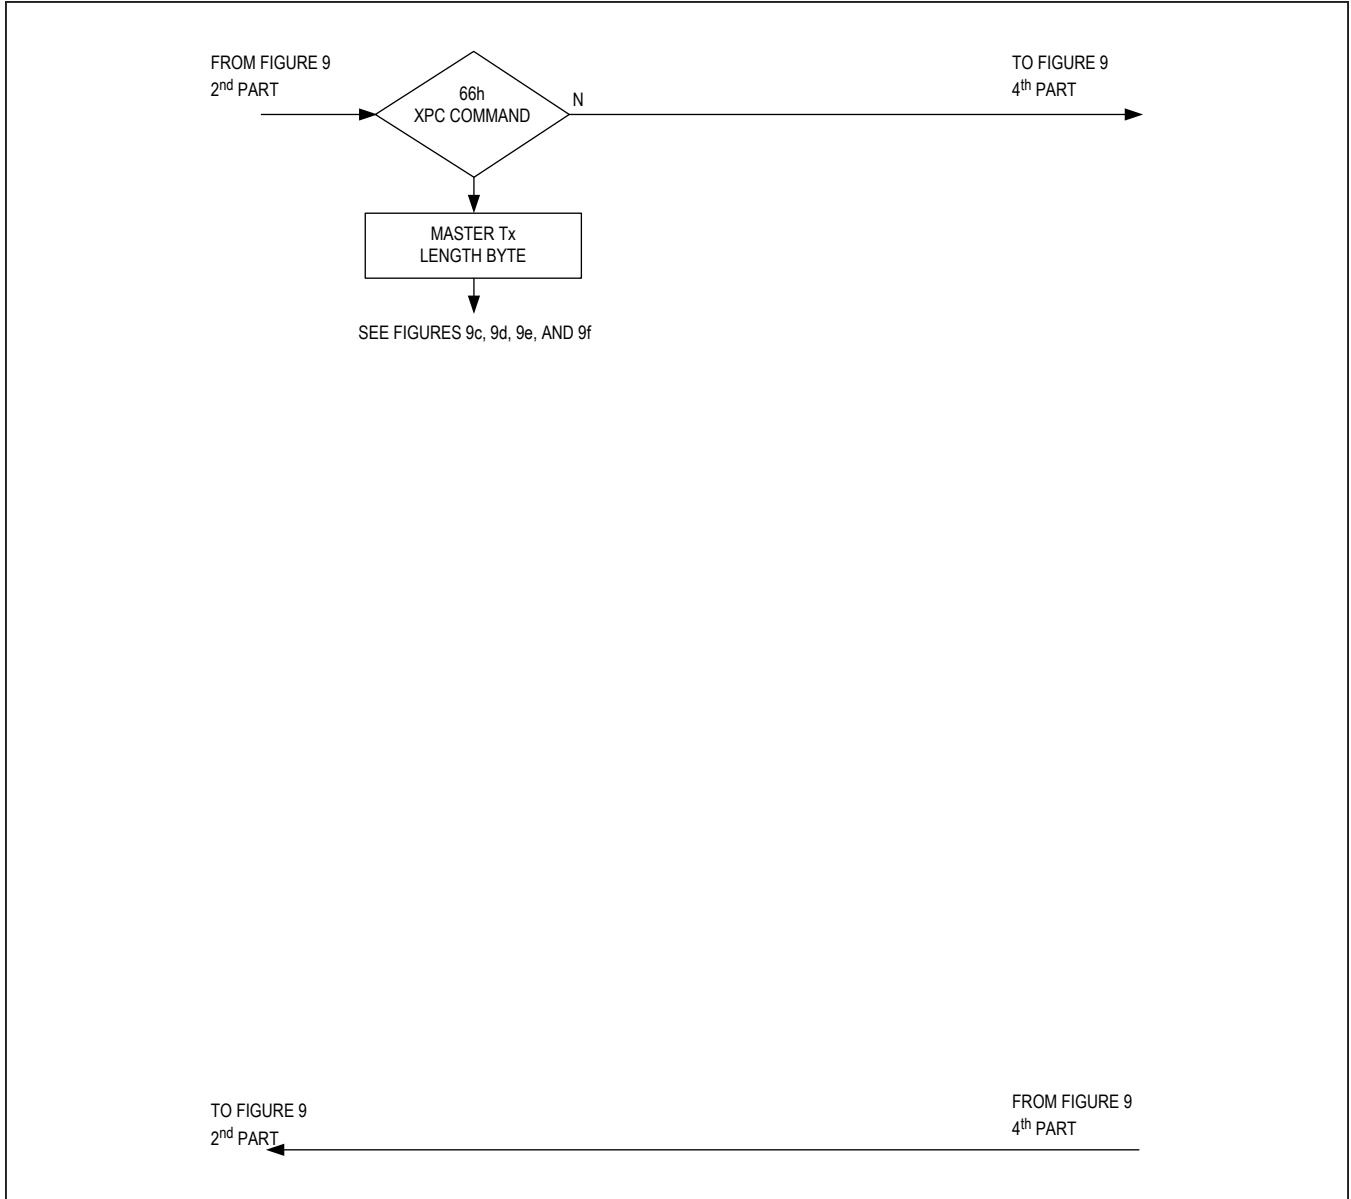 FROM FIGURE 9
2nd PART
66h
XPC COMMAND
N
TO FIGURE 9
4th PART
MASTER Tx
LENGTH BYTE
SEE FIGURES 9c, 9d, 9e, AND 9f
TO FIGURE 9
2nd PART
FROM FIGURE 9
4th PART